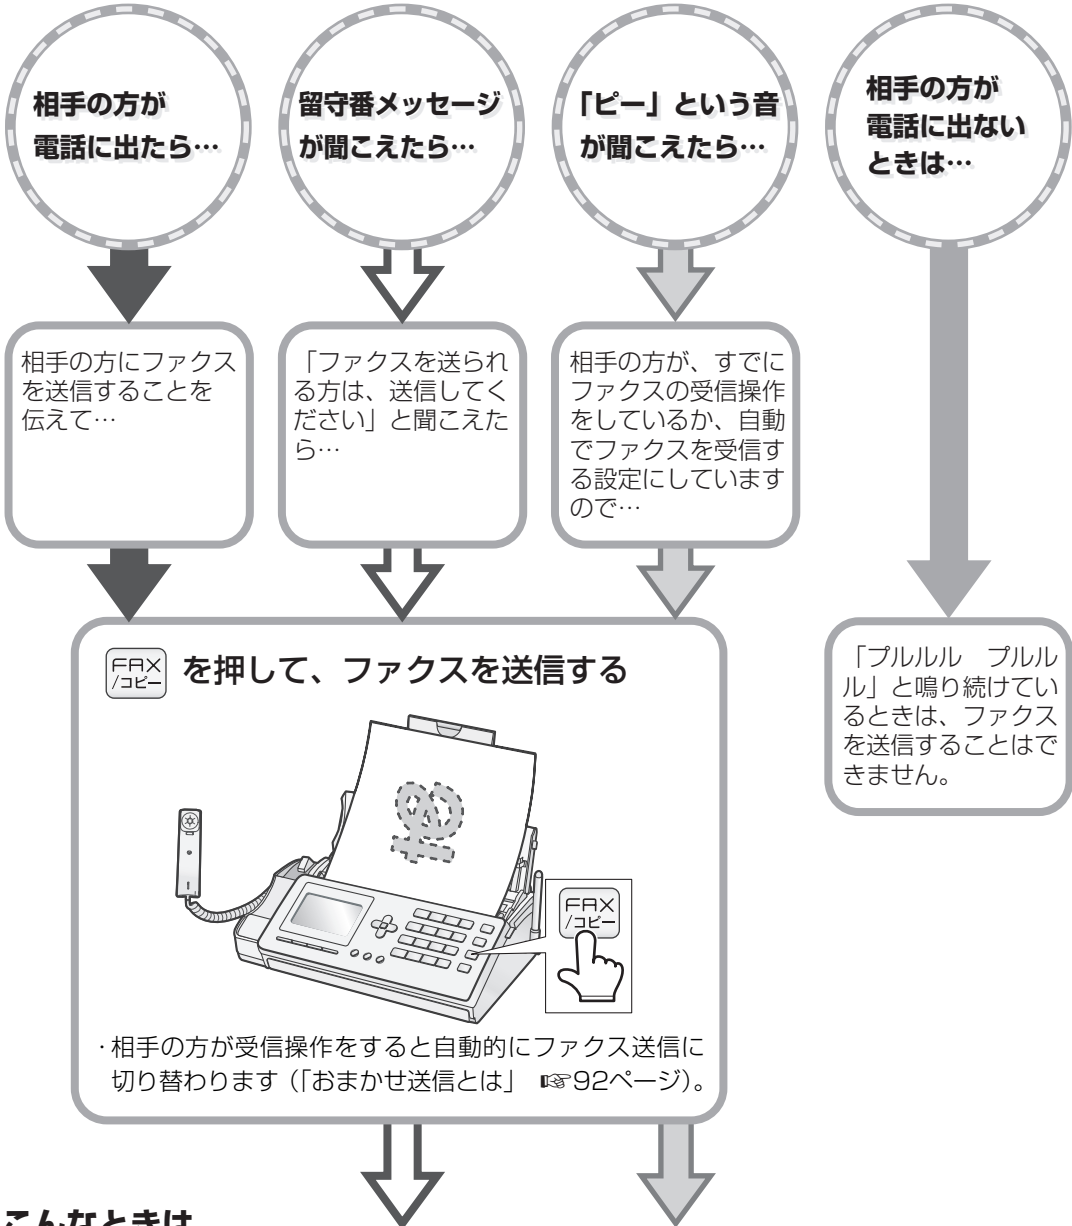 相手の方が
電話に出たら…
留守番メッセージ
が聞こえたら…
「ピー」という音
が聞こえたら…
相手の方が
電話に出ない
ときは…
相手の方にファクス
を送信することを
伝えて…
「ファクスを送られ
る方は、送信してく
ださい」と聞こえた
ら…
相手の方が、すでに
ファクスの受信操作
をしているか、自動
でファクスを受信す
る設定にしています
ので…
「プルルル　プルル
ル」と鳴り続けてい
るときは、ファクス
を送信することはで
きません。
FAX
/コピー
を押して、ファクスを送信する
FAX
/コピー
・相手の方が受信操作をすると自動的にファクス送信に
切り替わります（「おまかせ送信とは」 ☞92ページ）。
こんなときは